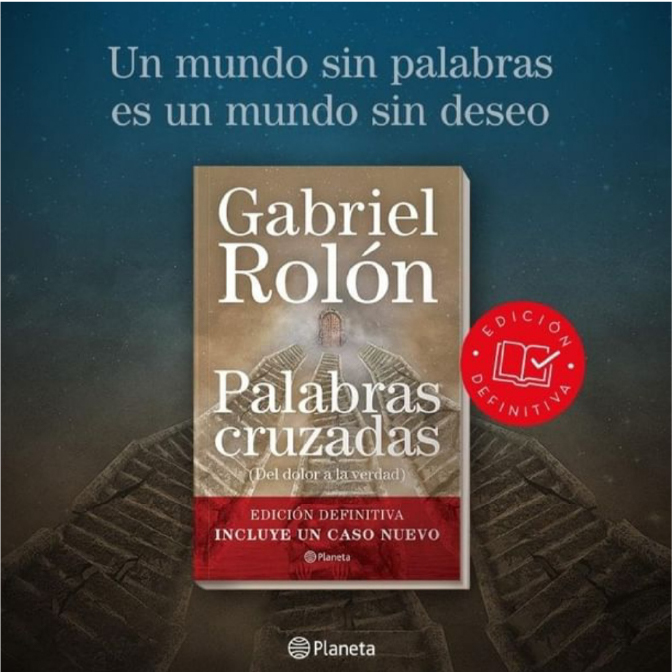 Un mundo sin palabras
es un mundo sin deseo
Gabriel
Rolón
Palabras
cruzadas
(Del dolor a la verdad)
EDICIÓN DEFINITIVA
INCLUYE UN CASO NUEVO
Planeta
EDICIÓN
DEFINITIVA
Planeta